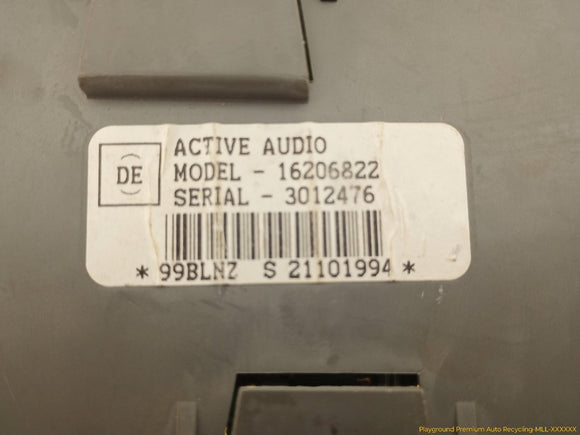 DE
ACTIVE AUDIO
MODEL - 16206822
SERIAL - 3012476
*99BLNZ S 21101994*
Playground Premium Auto Recycling-MLL-XXXXXX